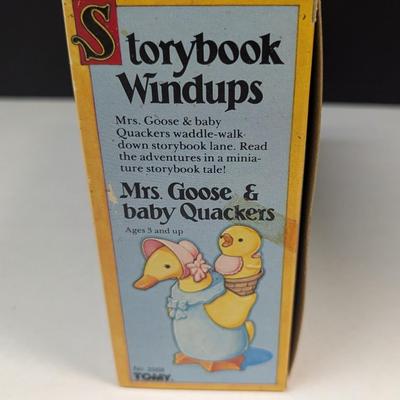 Storybook
Windups
Mrs. Goose & baby
Quackers waddle-walk
down storybook lane. Read
the adventures in a minia-
ture storybook tale!
Mrs. Goose &
baby Quackers
Ages 3 and up
No.
TOMY